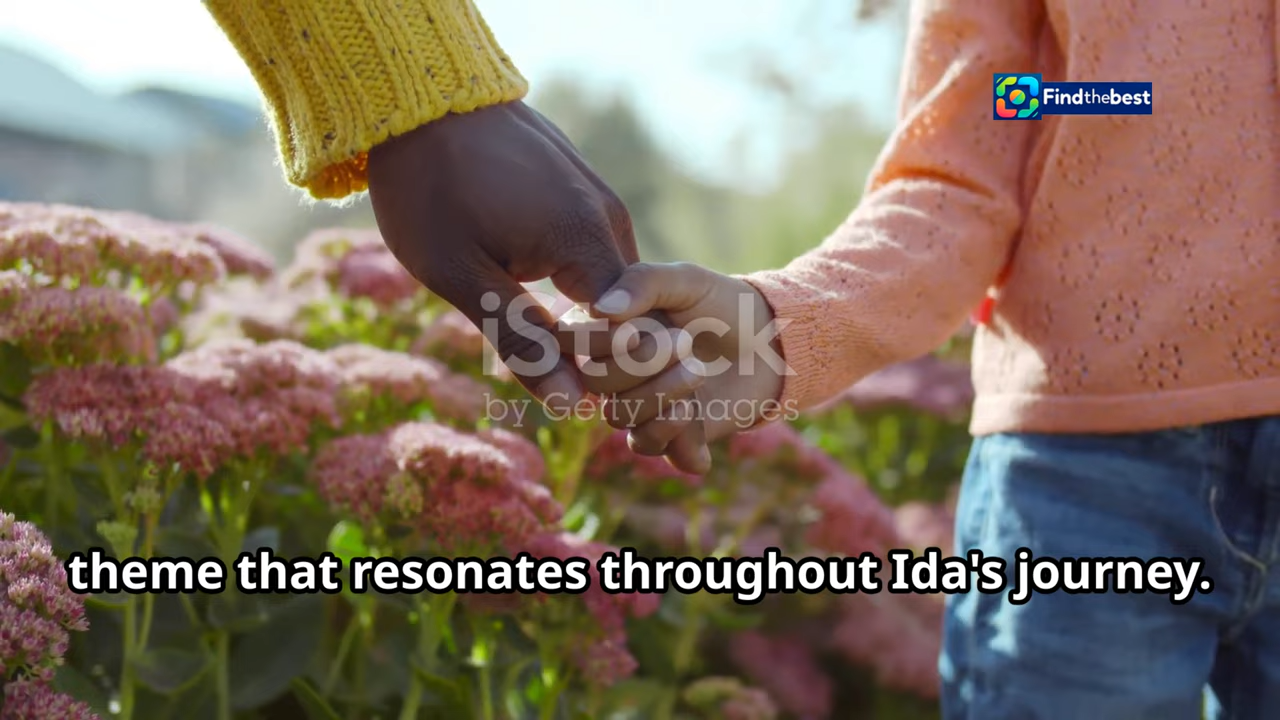 Findthebest
iStock
by Getty Images
theme that resonates throughout Ida's journey.